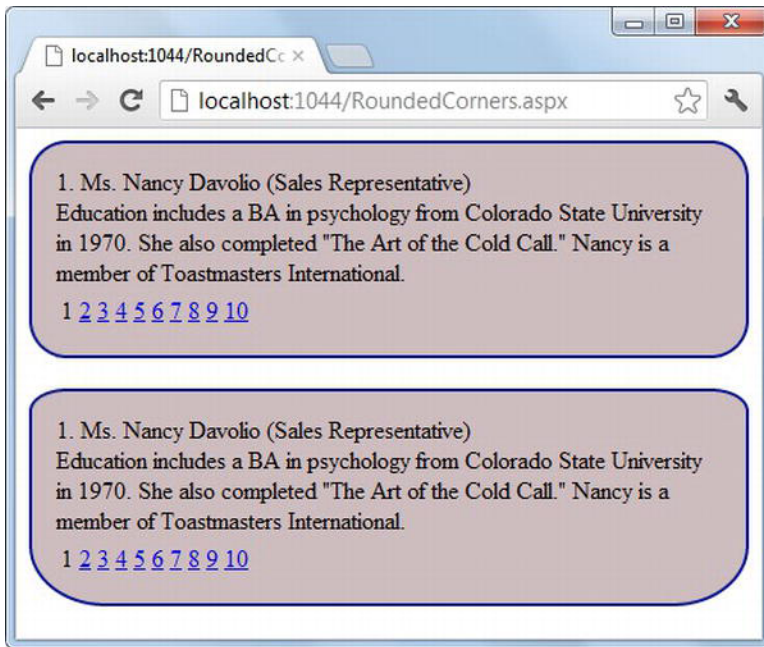 localhost:1044/RoundedCc
localhost:1044/RoundedCorners.aspx
1. Ms. Nancy Davolio (Sales Representative)
Education includes a BA in psychology from Colorado State University
in 1970. She also completed "The Art of the Cold Call." Nancy is a
member of Toastmasters International.
1 2 3 4 5 6 7 8 9 10
1. Ms. Nancy Davolio (Sales Representative)
Education includes a BA in psychology from Colorado State University
in 1970. She also completed "The Art of the Cold Call." Nancy is a
member of Toastmasters International.
1 2 3 4 5 6 7 8 9 10